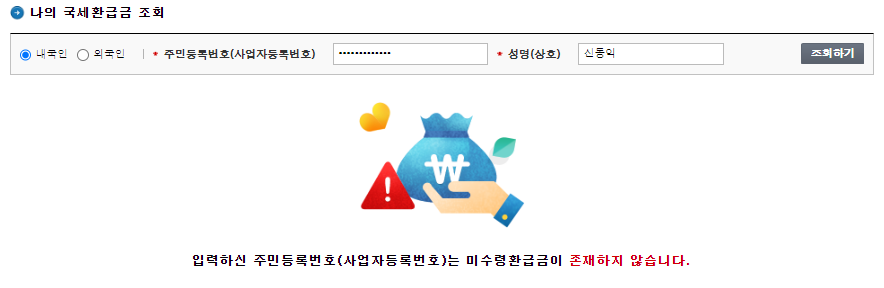 나의 국세환급금 조회
내국인 외국인 | * 주민등록번호(사업자등록번호) ••••••••••••• * 성명(상호) 신동익 조회하기
₩
입력하신 주민등록번호(사업자등록번호)는 미수령환급금이 존재하지 않습니다.